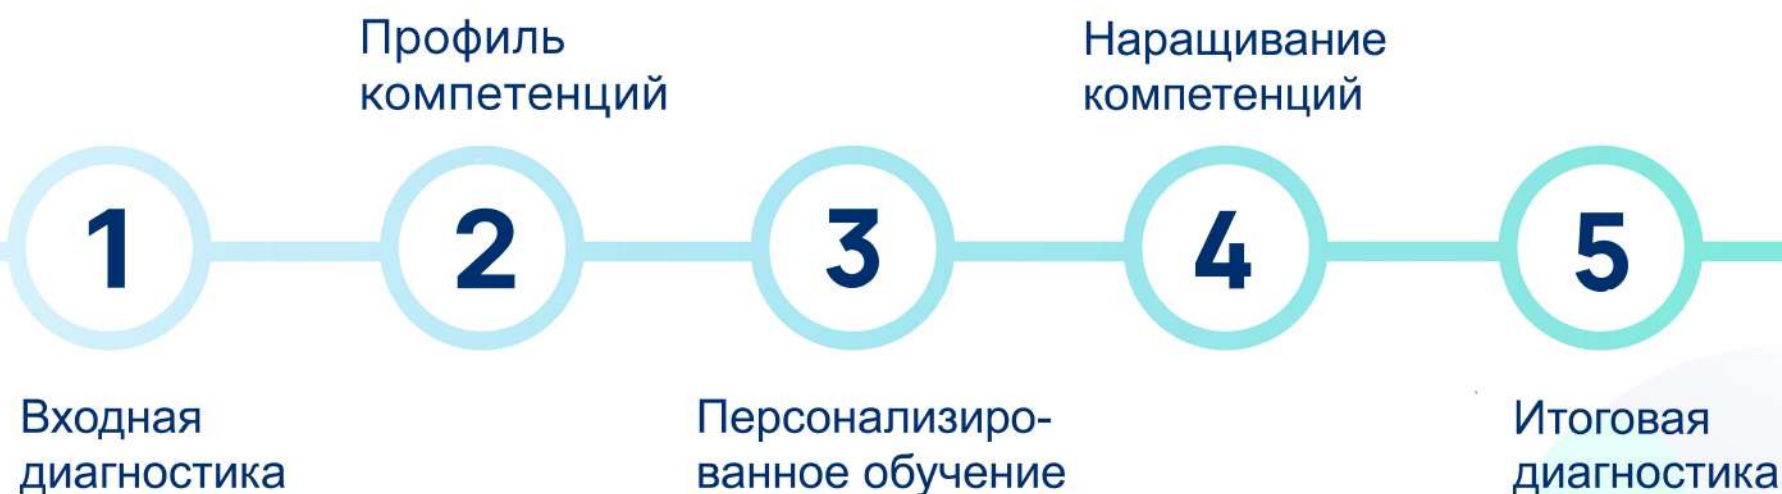 Профиль
компетенций
Наращивание
компетенций
1
2
3
4
5
Входная
диагностика
Персонализиро-
ванное обучение
Итоговая
диагностика